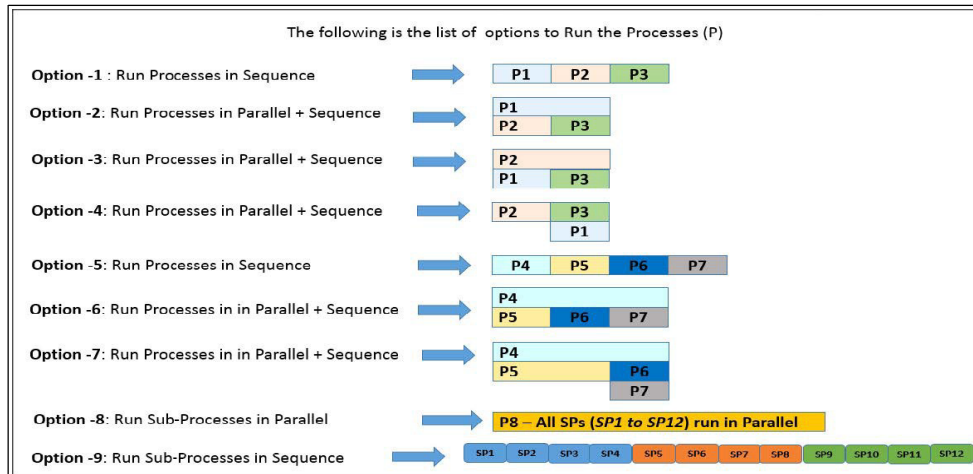 The following is the list of options to Run the Processes (P)
Option -1 : Run Processes in Sequence
P1 P2 P3
Option -2: Run Processes in Parallel + Sequence
P1
P2 P3
Option -3: Run Processes in Parallel + Sequence
P2
P1 P3
Option -4: Run Processes in Parallel + Sequence
P2 P3
P1
Option -5: Run Processes in Sequence
P4 P5 P6 P7
Option -6: Run Processes in in Parallel + Sequence
P4
P5 P6 P7
Option -7: Run Processes in in Parallel + Sequence
P4
P5 P6
P7
Option -8: Run Sub-Processes in Parallel
P8 – All SPs (SP1 to SP12) run in Parallel
Option -9: Run Sub-Processes in Sequence
SP1 SP2 SP3 SP4 SP5 SP6 SP7 SP8 SP9 SP10 SP11 SP12